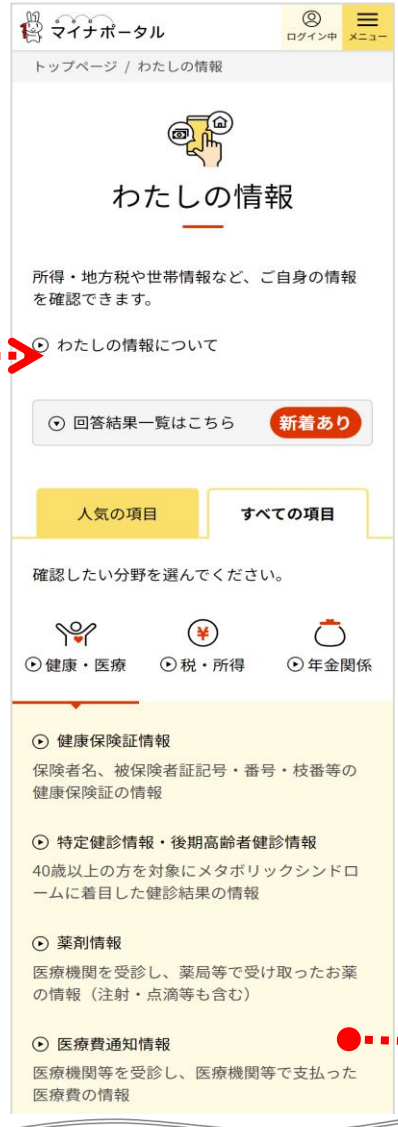 マイナポータル
ログイン中
メニュー
トップページ / わたしの情報
わたしの情報
所得・地方税や世帯情報など、ご自身の情報
を確認できます。
わたしの情報について
回答結果一覧はこちら
新着あり
人気の項目
すべての項目
確認したい分野を選んでください。
健康・医療
税・所得
年金関係
健康保険証情報
保険者名、被保険者証記号・番号・枝番等の
健康保険証の情報
特定健診情報・後期高齢者健診情報
40歳以上の方を対象にメタボリックシンドロ
ームに着目した健診結果の情報
薬剤情報
医療機関を受診し、薬局等で受け取ったお薬
の情報（注射・点滴等も含む）
医療費通知情報
医療機関等を受診し、医療機関等で支払った
医療費の情報